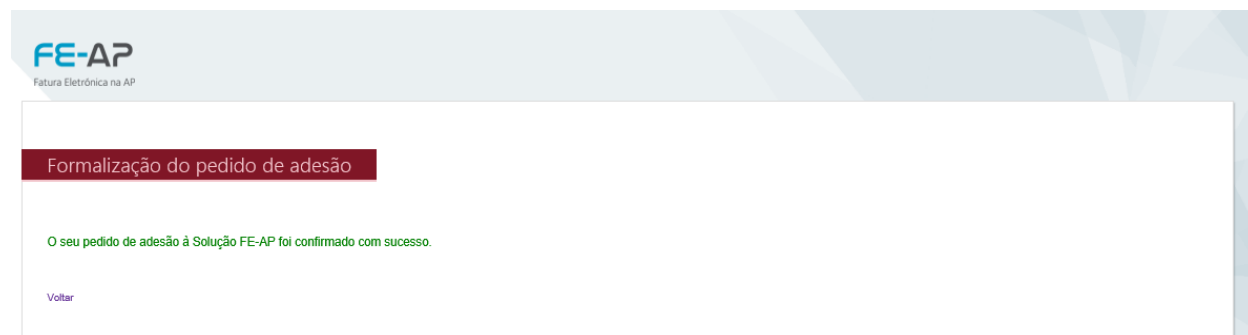 FE-AP
Fatura Eletrónica na AP
Formalização do pedido de adesão
O seu pedido de adesão à Solução FE-AP foi confirmado com sucesso.
Voltar